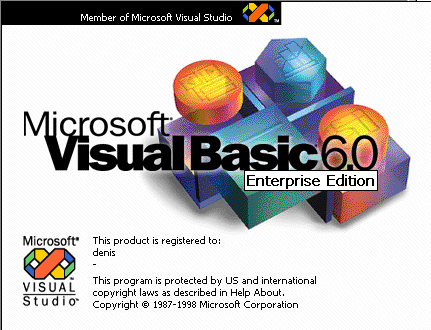 Member of Microsoft Visual Studio
Microsoft®
Visual Basic 6.0
Enterprise Edition
Microsoft®
VISUAL
Studio™
This product is registered to:
denis
-
This program is protected by US and international
copyright laws as described in Help About.
Copyright © 1987-1998 Microsoft Corporation